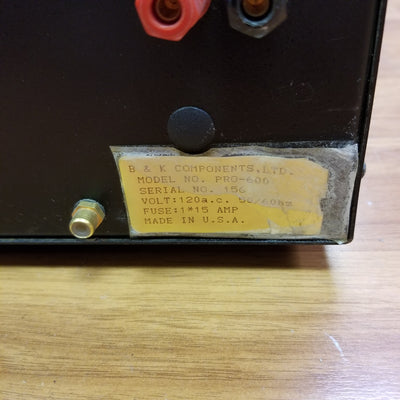 B & K COMPONENTS.LTD.
MODEL NO. PRO-600
SERIAL NO. 156
VOLT:120a.c. 50/60Hz
FUSE:1*15 AMP
MADE IN U.S.A.